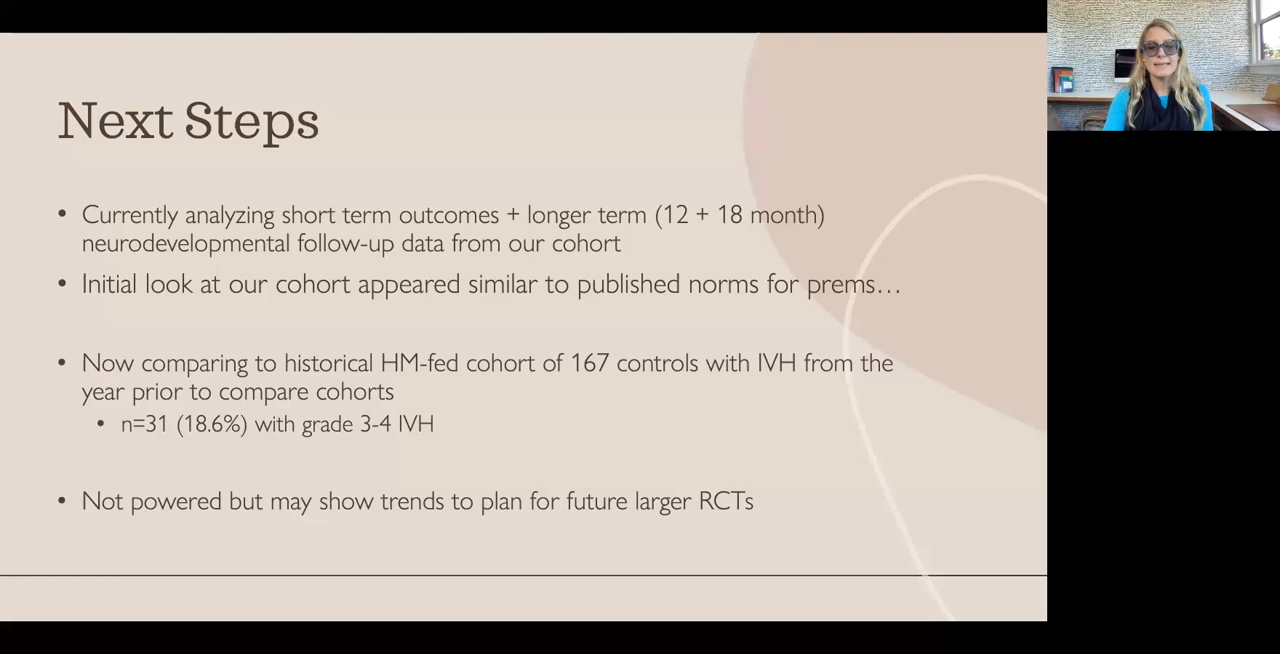 Next Steps
• Currently analyzing short term outcomes + longer term (12 + 18 month)
neurodevelopmental follow-up data from our cohort
• Initial look at our cohort appeared similar to published norms for prems…
• Now comparing to historical HM-fed cohort of 167 controls with IVH from the
year prior to compare cohorts
• n=31 (18.6%) with grade 3-4 IVH
• Not powered but may show trends to plan for future larger RCTs